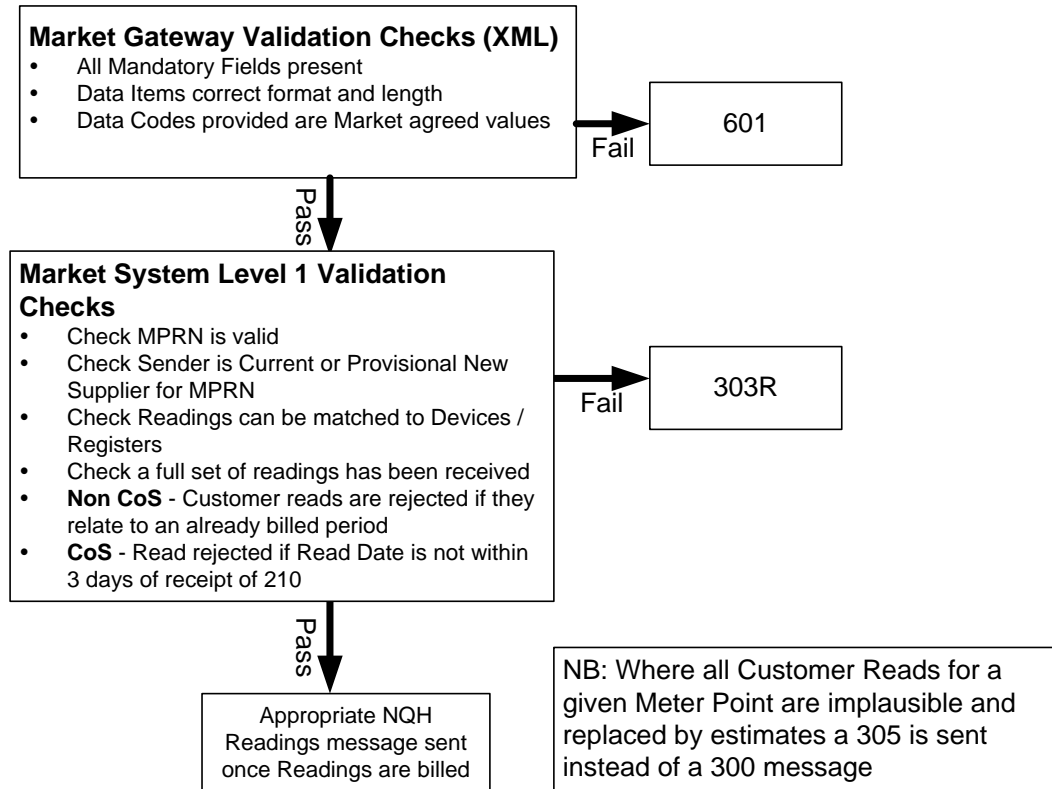 Market Gateway Validation Checks (XML)
• All Mandatory Fields present
• Data Items correct format and length
• Data Codes provided are Market agreed values
Fail
601
Pass
Market System Level 1 Validation
Checks
• Check MPRN is valid
• Check Sender is Current or Provisional New
Supplier for MPRN
• Check Readings can be matched to Devices /
Registers
• Check a full set of readings has been received
• Non CoS - Customer reads are rejected if they
relate to an already billed period
• CoS - Read rejected if Read Date is not within
3 days of receipt of 210
Fail
303R
Pass
Appropriate NQH
Readings message sent
once Readings are billed
NB: Where all Customer Reads for a
given Meter Point are implausible and
replaced by estimates a 305 is sent
instead of a 300 message